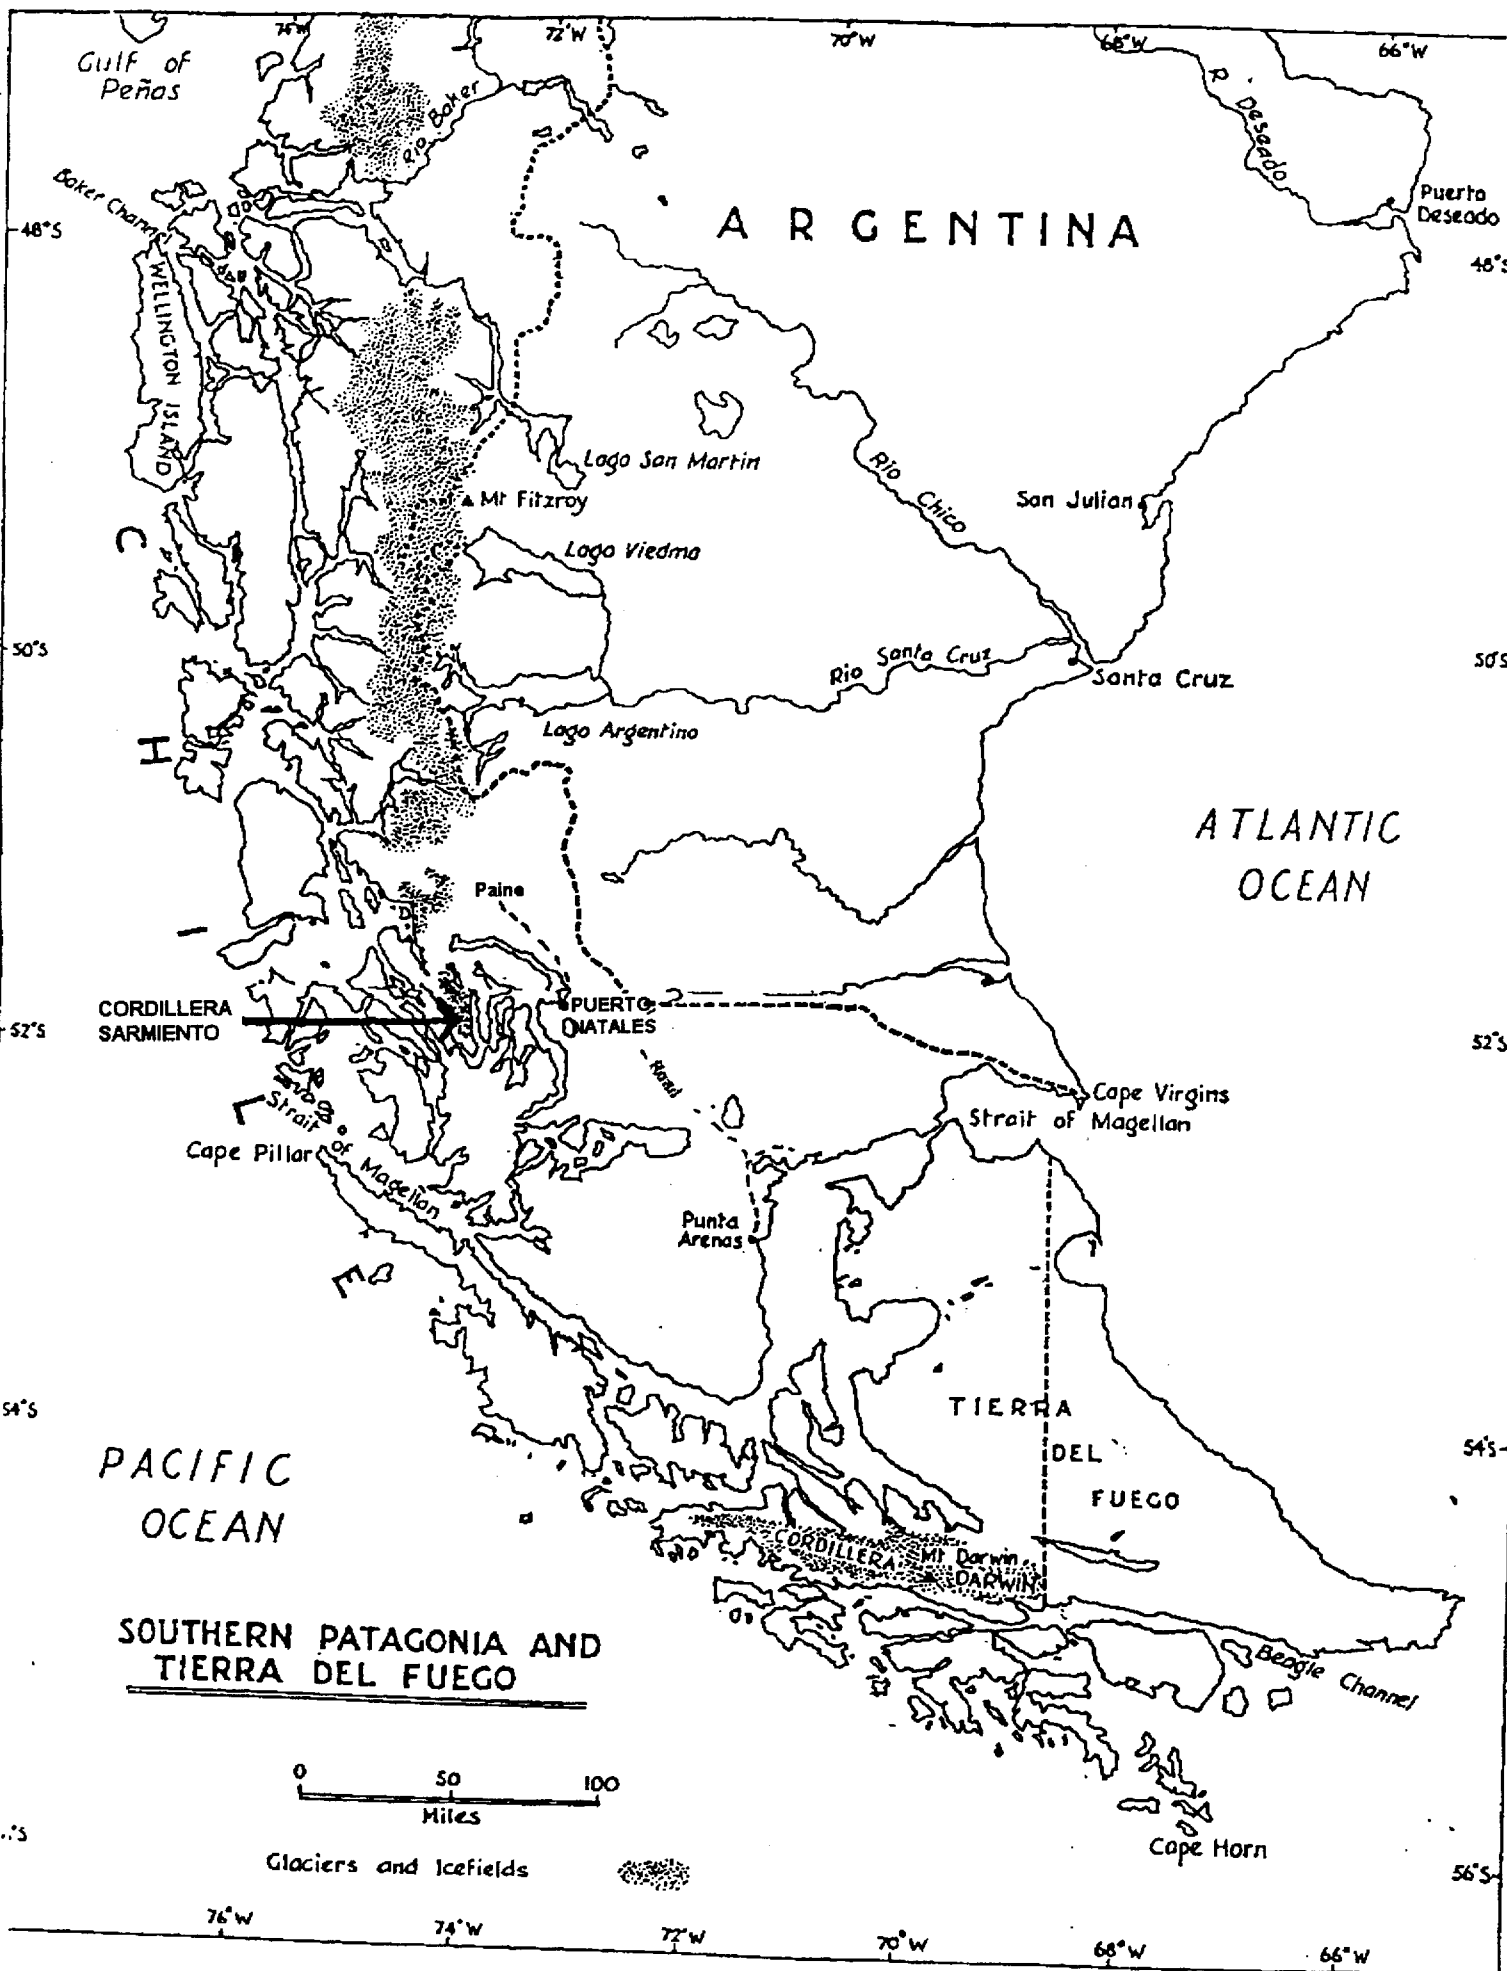 74°W
72°W
70°W
68°W
66°W
Gulf of
Peñas
Rio Baker
R. Deseado
Baker Channel
Puerto
Deseado
48°S
ARGENTINA
48°S
WELLINGTON ISLAND
Lago San Martin
Mt Fitzroy
Rio Chico
San Julian
Lago Viedma
50°S
Rio Santa Cruz
50°S
Santa Cruz
Lago Argentino
CHILE
ATLANTIC
OCEAN
Paine
CORDILLERA
SARMIENTO
PUERTO
NATALES
52°S
52°S
Road
Cape Virgins
Strait of Magellan
Strait of Magellan
Cape Pillar
Punta
Arenas
54°S
TIERRA
DEL
FUEGO
54°S
PACIFIC
OCEAN
CORDILLERA
Mt Darwin
DARWIN
SOUTHERN PATAGONIA AND
TIERRA DEL FUEGO
Beagle Channel
0 50 100
Miles
Cape Horn
Glaciers and Icefields
56°S
76°W
74°W
72°W
70°W
68°W
66°W